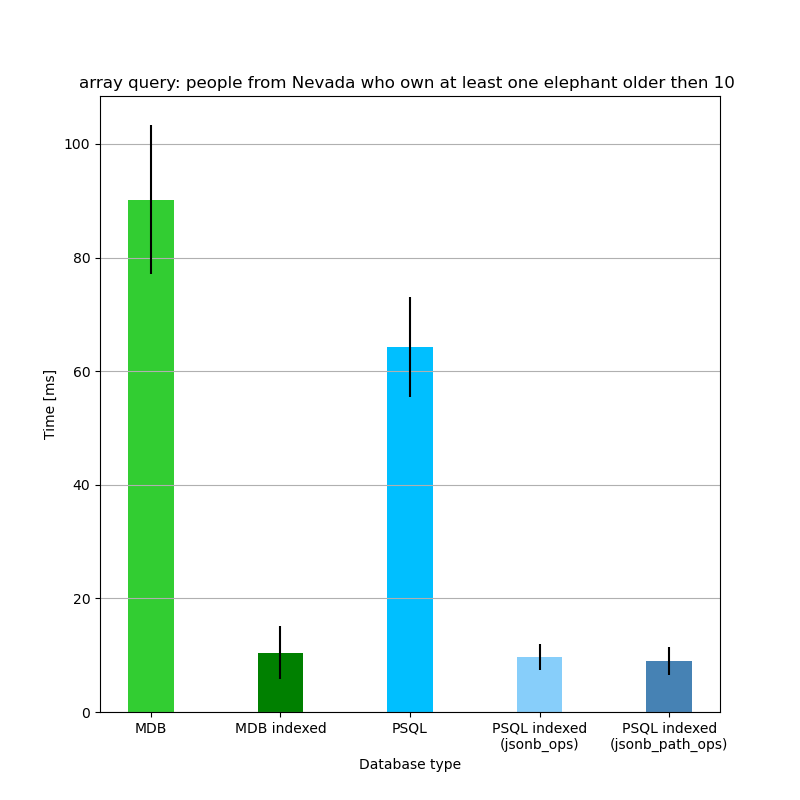 array query: people from Nevada who own at least one elephant older then 10
100
80
60
40
20
0
Time [ms]
MDB
MDB indexed
PSQL
PSQL indexed
(jsonb_ops)
PSQL indexed
(jsonb_path_ops)
Database type